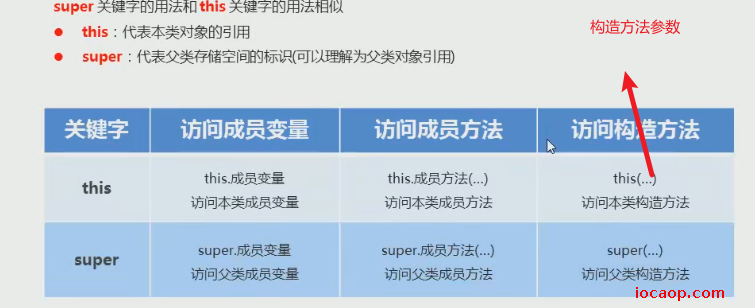 super 关键字的用法和 this 关键字的用法相似
this：代表本类对象的引用
构造方法参数
super：代表父类存储空间的标识(可以理解为父类对象引用)
关键字 访问成员变量 访问成员方法 访问构造方法
this.成员变量 this.成员方法(...) this(...)
this
访问本类成员变量 访问本类成员方法 访问本类构造方法
super.成员变量 super.成员方法(...) super(...)
super
访问父类成员变量 访问父类成员方法 访问父类构造方法
iocaop.com